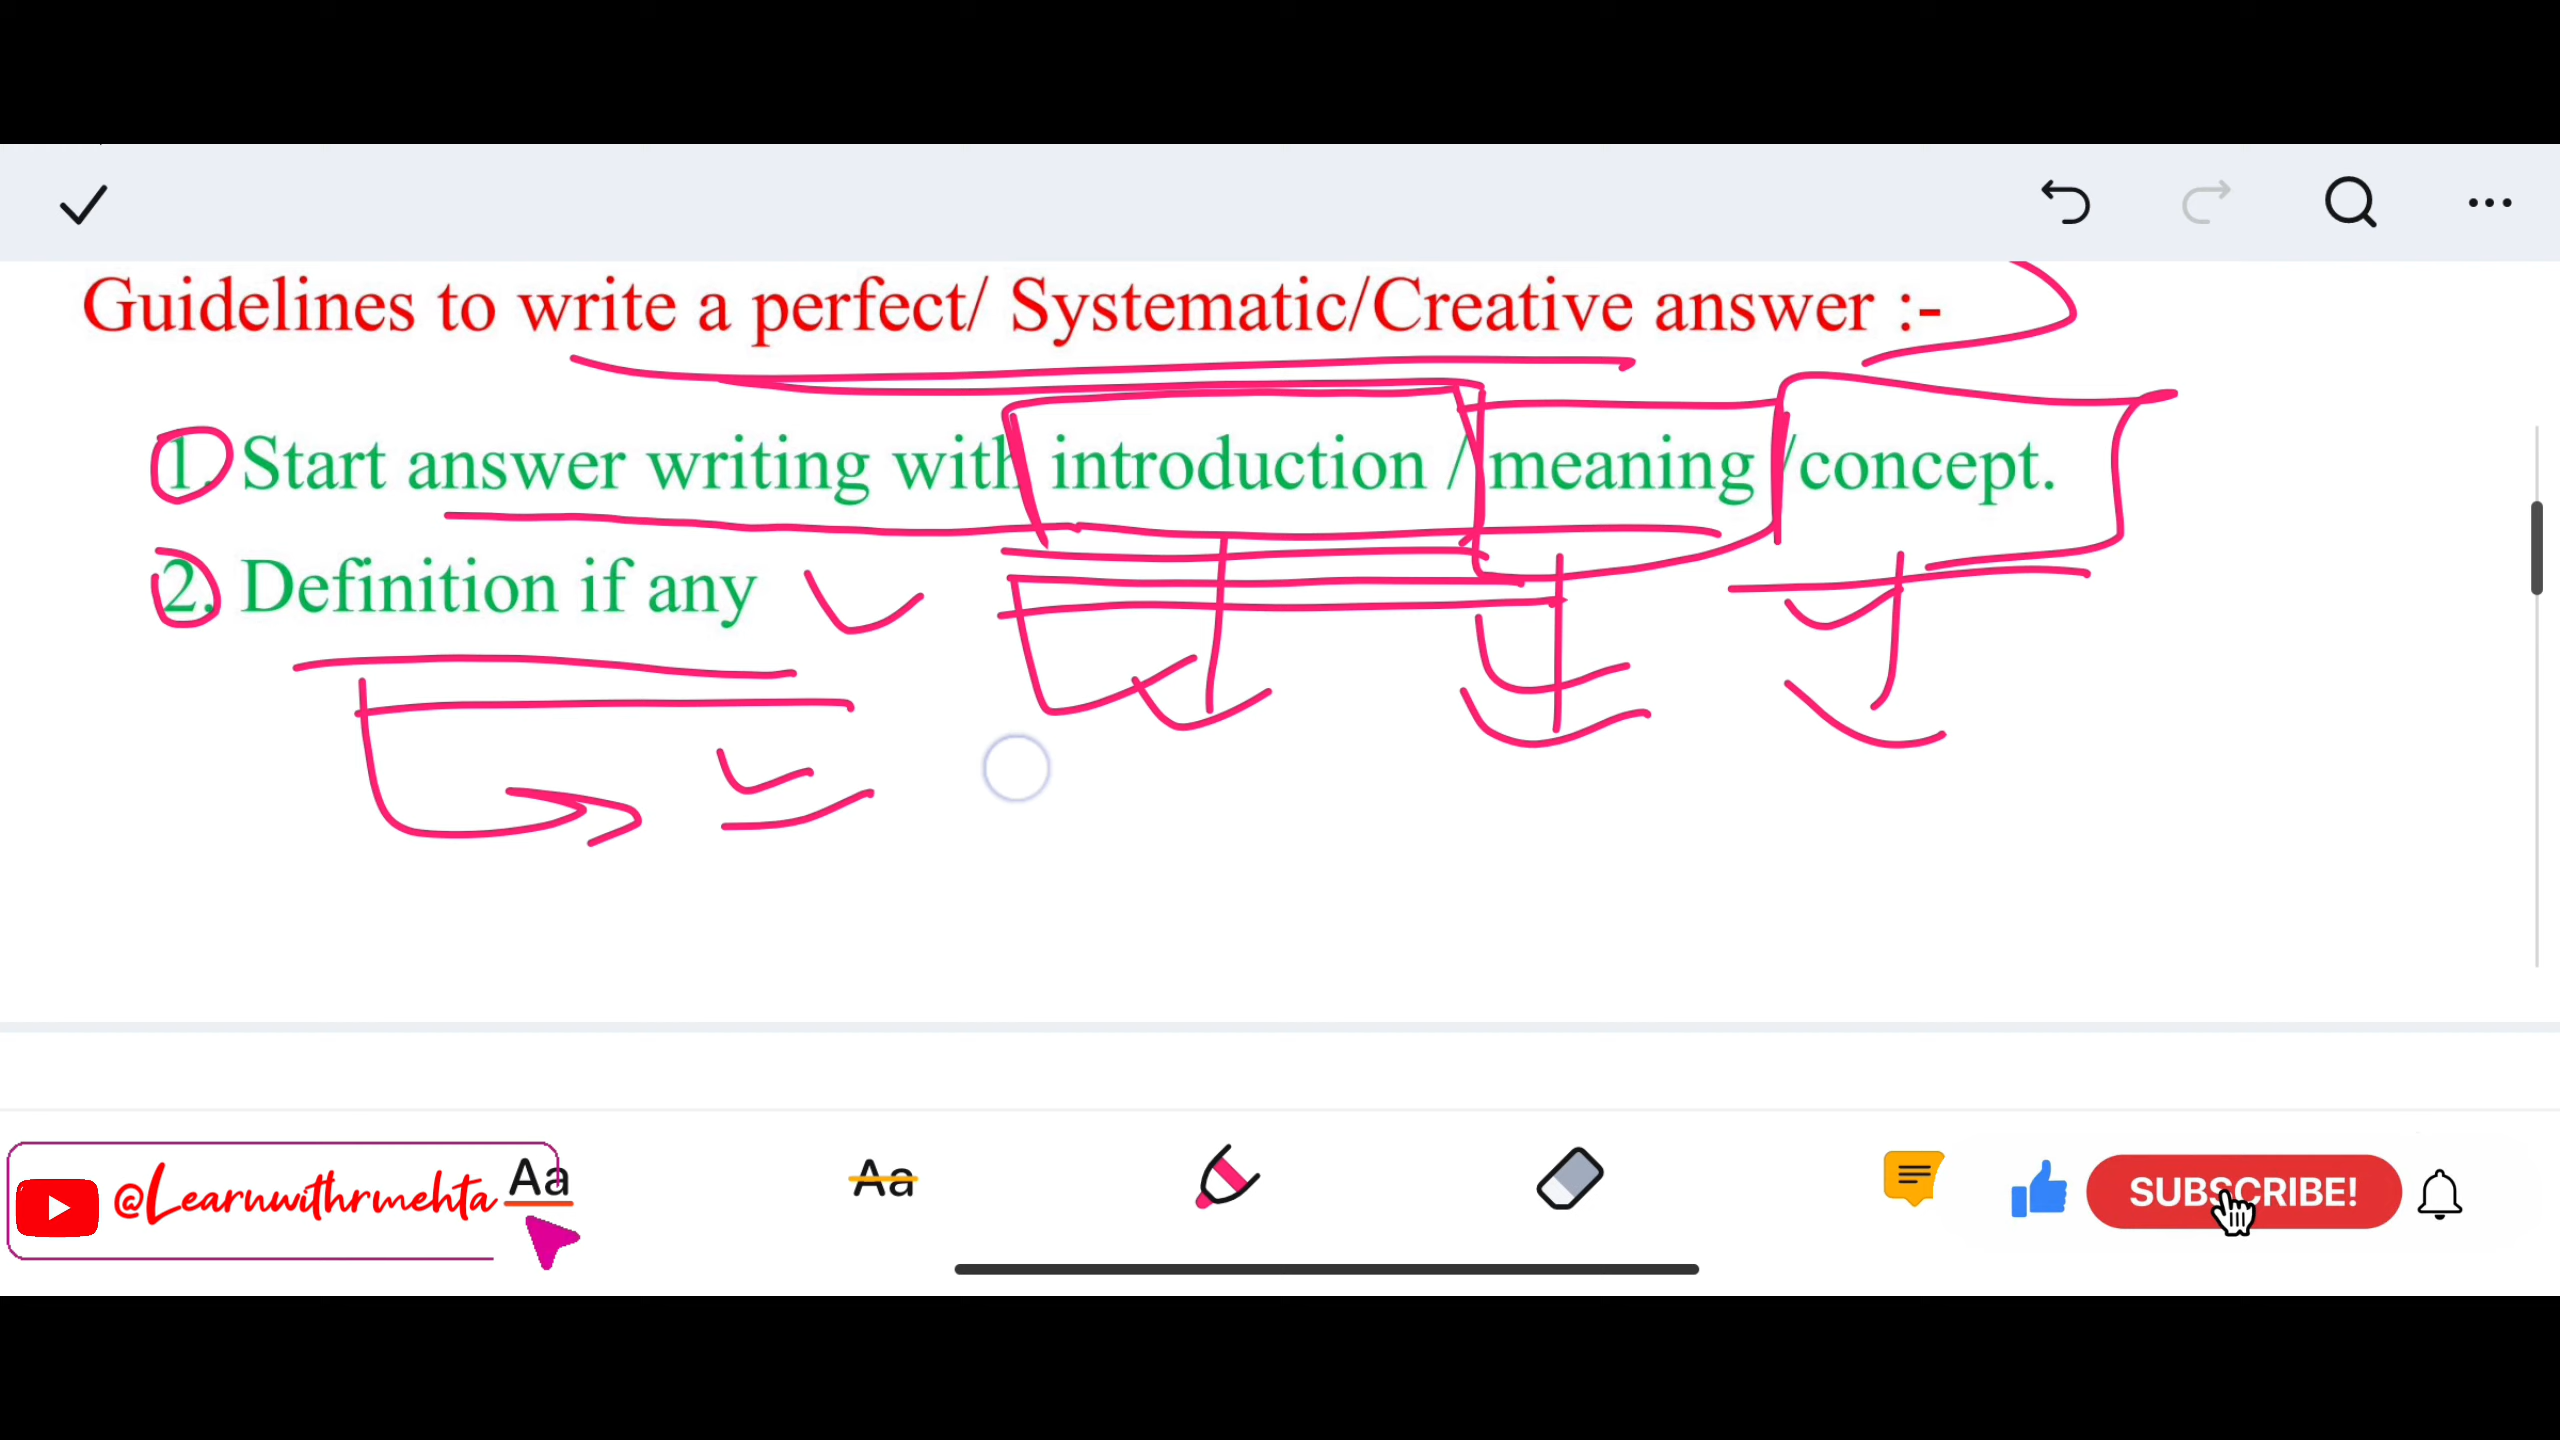 Guidelines to write a perfect/ Systematic/Creative answer :-
1. Start answer writing with introduction / meaning /concept.
2. Definition if any
@Learnwithrmehta
Aa
Aa
SUBSCRIBE!